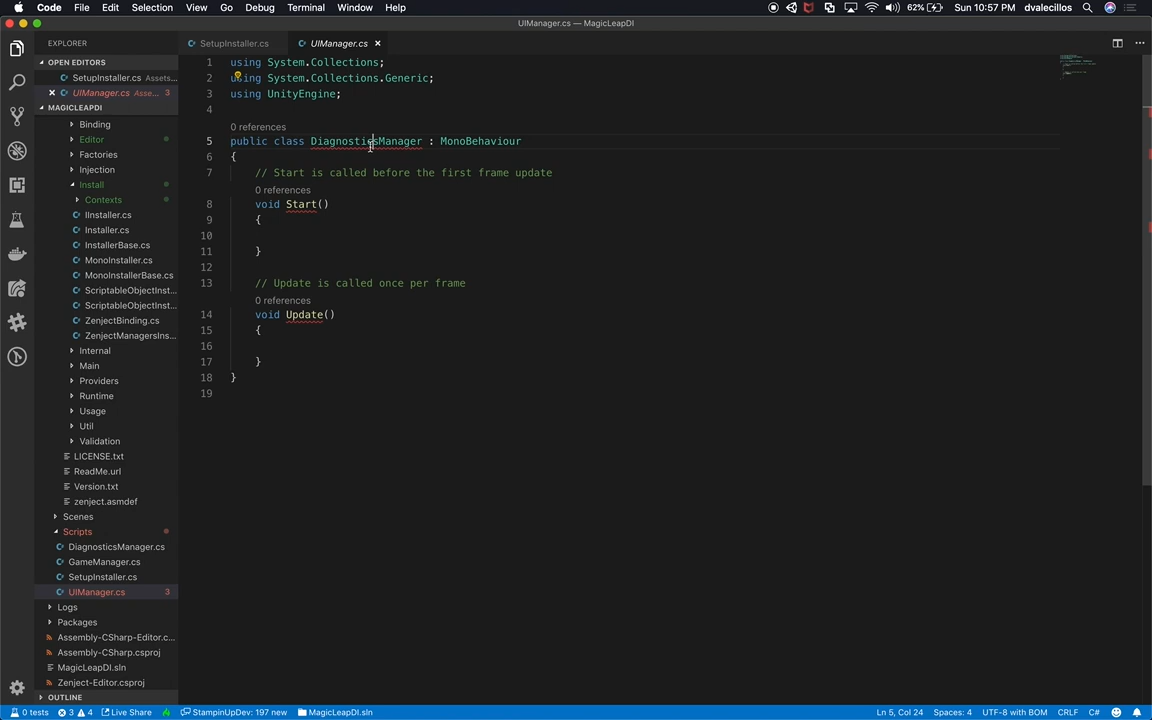 Code File Edit Selection View Go Debug Terminal Window Help 62% Sun 10:57 PM dvalecillos
UIManager.cs — MagicLeapDI
EXPLORER
SetupInstaller.cs UIManager.cs
OPEN EDITORS
SetupInstaller.cs Assets...
UIManager.cs Asse... 3
MAGICLEAPDI
Binding
Editor
Factories
Injection
Install
Contexts
IInstaller.cs
Installer.cs
InstallerBase.cs
MonoInstaller.cs
MonoInstallerBase.cs
ScriptableObjectInst...
ScriptableObjectInst...
ZenjectBinding.cs
ZenjectManagersIns...
Internal
Main
Providers
Runtime
Usage
Util
Validation
LICENSE.txt
ReadMe.url
Version.txt
zenject.asmdef
Scenes
Scripts
DiagnosticsManager.cs
GameManager.cs
SetupInstaller.cs
UIManager.cs 3
Logs
Packages
Assembly-CSharp-Editor.c...
Assembly-CSharp.csproj
MagicLeapDI.sln
Zenject-Editor.csproj
OUTLINE
1 using System.Collections;
2 using System.Collections.Generic;
3 using UnityEngine;
4
0 references
5 public class DiagnosticsManager : MonoBehaviour
6 {
7 // Start is called before the first frame update
0 references
8 void Start()
9 {
10
11 }
12
13 // Update is called once per frame
0 references
14 void Update()
15 {
16
17 }
18 }
19
0 tests 3 4 Live Share StampinUpDev: 197 new MagicLeapDI.sln Ln 5, Col 24 Spaces: 4 UTF-8 with BOM CRLF C#